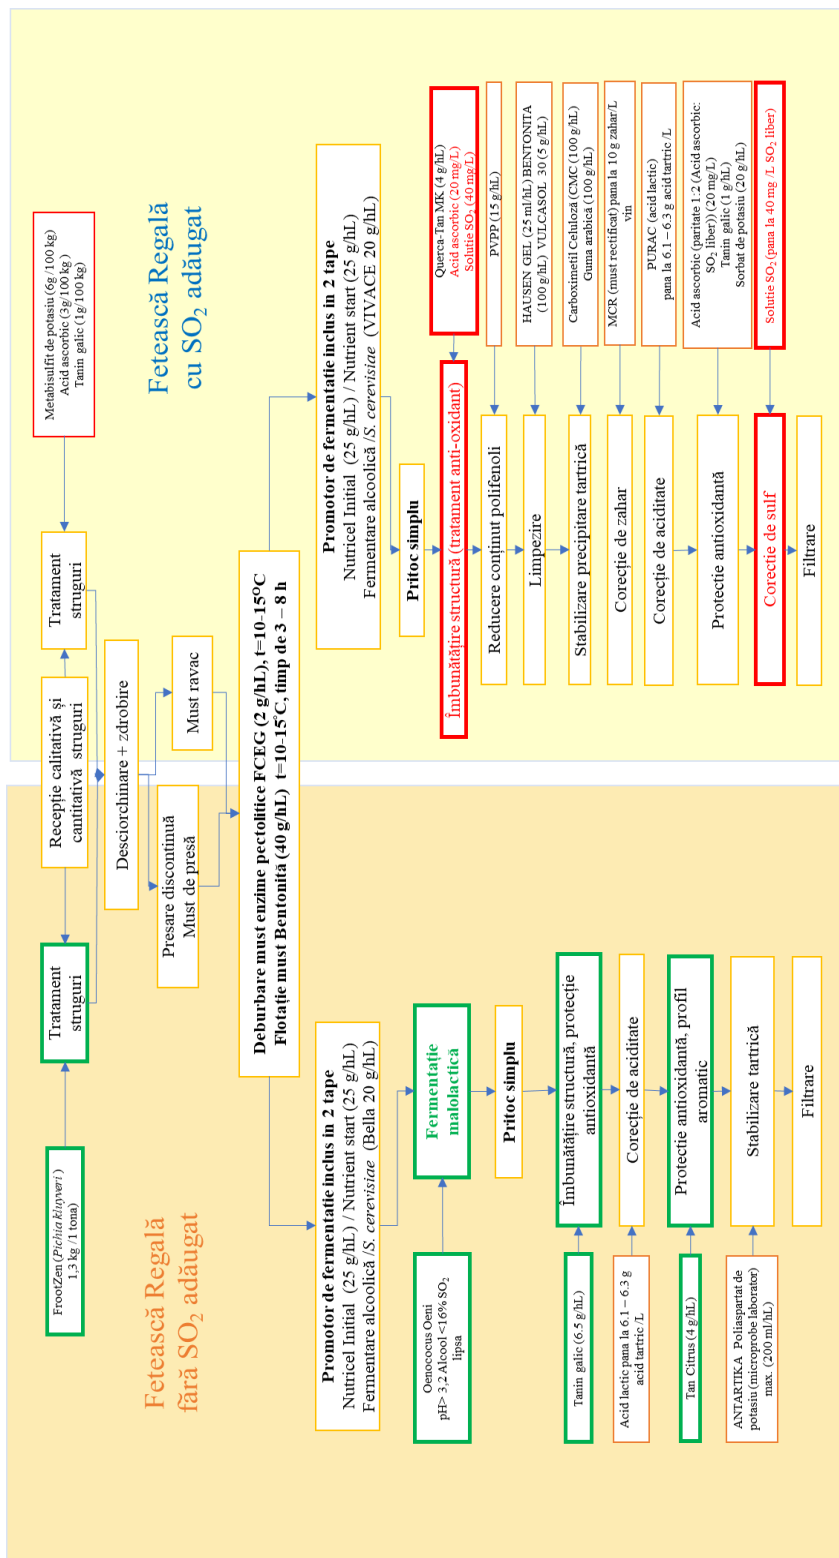 Fetească Regală
fără SO2 adăugat
Fetească Regală
cu SO2 adăugat
FrootZen (Pichia kluyveri)
1,3 kg /1 tona)
Tratament
struguri
Recepție calitativă și
cantitativă struguri
Tratament
struguri
Metabisulfit de potasiu (6g /100 kg)
Acid ascorbic (3g/100 kg )
Tanin galic (1g/100 kg)
Desciorchinare + zdrobire
Presare discontinuă
Must de presă
Must ravac
Deburbare must enzime pectolitice FCEG (2 g/hL), t=10-15°C
Flotație must Bentonită (40 g/hL) t=10-15°C, timp de 3 – 8 h
Promotor de fermentatie inclus in 2 tape
Nutricel Initial (25 g/hL) / Nutrient start (25 g/hL)
Fermentare alcoolică /S. cerevisiae (Bella 20 g/hL)
Oenococus Oeni
pH> 3,2 Alcool <16% SO2
lipsa
Fermentație
malolactică
Pritoc simplu
Tanin galic (6.5 g/hL)
Îmbunătățire structură, protecție
antioxidantă
Acid lactic pana la 6.1 – 6.3 g
acid tartric /L
Corecție de aciditate
Tan Citrus (4 g/hL)
Protectie antioxidantă, profil
aromatic
ANTARTIKA Poliaspartat de
potasiu (microprobe laborator)
max. (200 ml/hL)
Stabilizare tartrică
Filtrare
Promotor de fermentatie inclus in 2 tape
Nutricel Initial (25 g/hL) / Nutrient start (25 g/hL)
Fermentare alcoolică /S. cerevisiae (VIVACE 20 g/hL)
Pritoc simplu
Îmbunătățire structură (tratament anti-oxidant)
Querca-Tan MK (4 g/hL)
Acid ascorbic (20 mg/L)
Solutie SO2 (40 mg/L)
Reducere conținut polifenoli
PVPP (15 g/hL)
Limpezire
HAUSEN GEL (25 ml/hL) BENTONITA
(100 g/hL) VULCASOL 30 (5 g/hL)
Stabilizare precipitare tartrică
Carboximetil Celuloză (CMC (100 g/hL)
Guma arabică (100 g/hL)
Corecție de zahar
MCR (must rectificat) pana la 10 g zahar/L
vin
Corecție de aciditate
PURAC (acid lactic)
pana la 6.1 – 6.3 g acid tartric /L
Protectie antioxidantă
Acid ascorbic (paritate 1:2 (Acid ascorbic:
SO2 liber)) (20 mg/L)
Tanin galic (1 g/hL)
Sorbat de potasiu (20 g/hL)
Corectie de sulf
Solutie SO2 (pana la 40 mg /L SO2 liber)
Filtrare